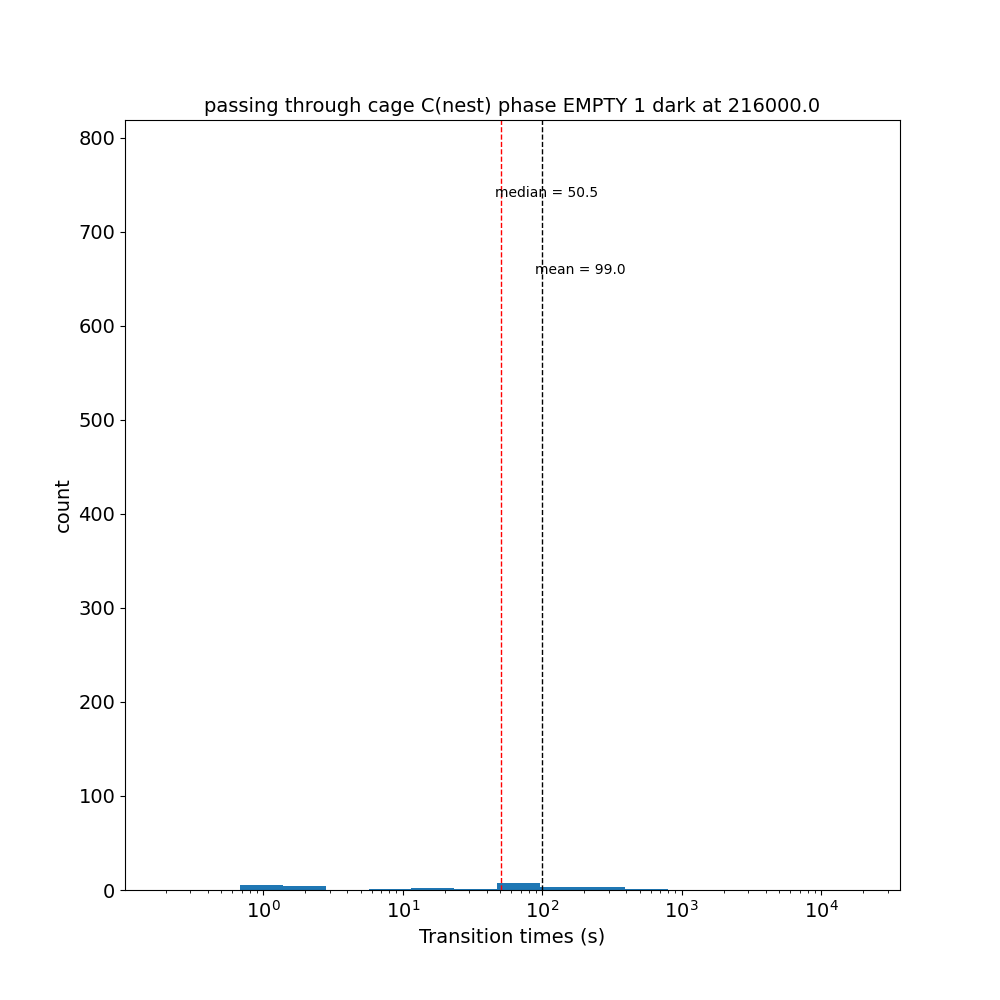 passing through cage C(nest) phase EMPTY 1 dark at 216000.0
800
median = 50.5
700
mean = 99.0
600
500
count
400
300
200
100
0
10^0 10^1 10^2 10^3 10^4
Transition times (s)